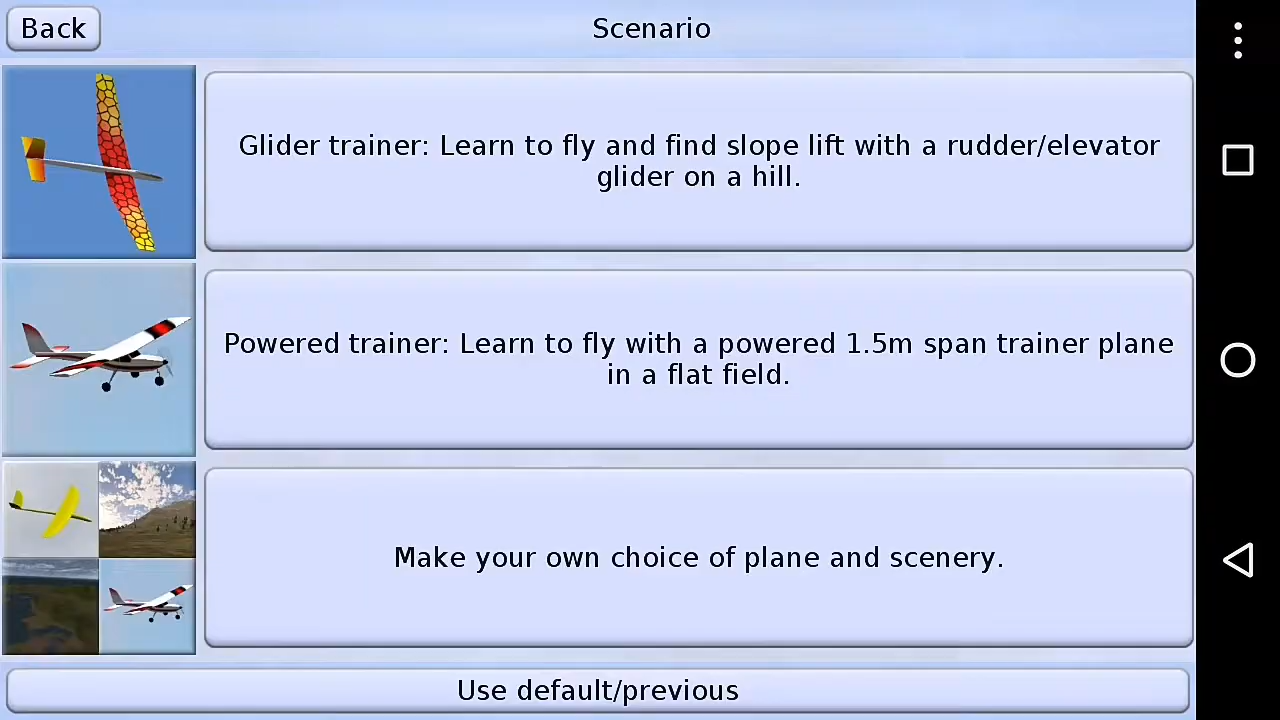 Back
Scenario
Glider trainer: Learn to fly and find slope lift with a rudder/elevator
glider on a hill.
Powered trainer: Learn to fly with a powered 1.5m span trainer plane
in a flat field.
Make your own choice of plane and scenery.
Use default/previous